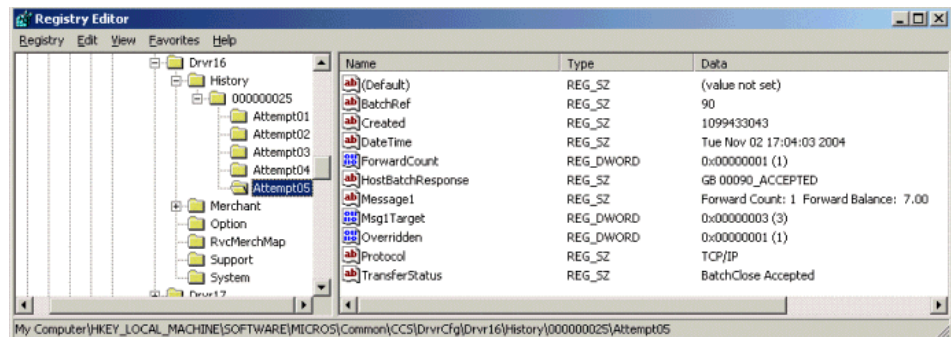 Registry Editor
Registry Edit View Favorites Help
Drvr16
History
000000025
Attempt01
Attempt02
Attempt03
Attempt04
Attempt05
Merchant
Option
RvcMerchMap
Support
System
Drvr17
Name Type Data
(Default) REG_SZ (value not set)
BatchRef REG_SZ 90
Created REG_SZ 1099433043
DateTime REG_SZ Tue Nov 02 17:04:03 2004
ForwardCount REG_DWORD 0x00000001 (1)
HostBatchResponse REG_SZ GB 00090_ACCEPTED
Message1 REG_SZ Forward Count: 1 Forward Balance: 7.00
Msg1Target REG_DWORD 0x00000003 (3)
Overridden REG_DWORD 0x00000001 (1)
Protocol REG_SZ TCP/IP
TransferStatus REG_SZ BatchClose Accepted
My Computer\HKEY_LOCAL_MACHINE\SOFTWARE\MICROS\Common\CCS\DrvrCfg\Drvr16\History\000000025\Attempt05